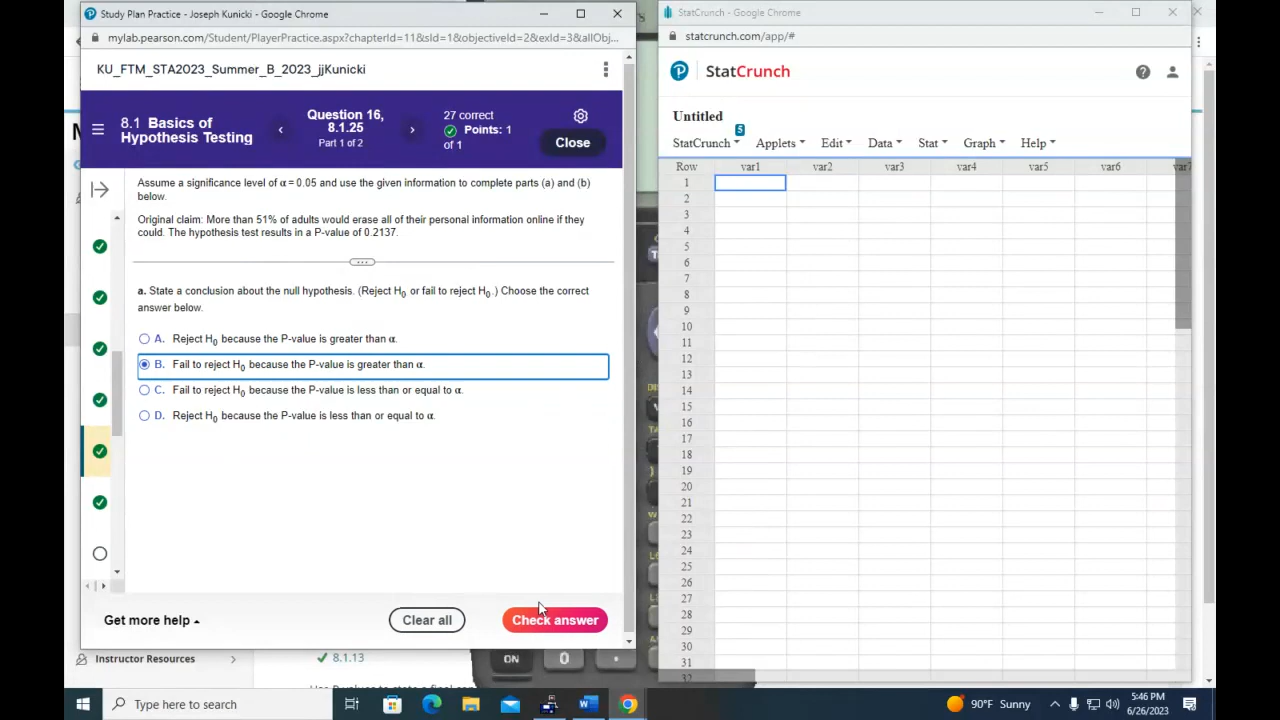 Study Plan Practice - Joseph Kunicki - Google Chrome
mylab.pearson.com/Student/PlayerPractice.aspx?chapterId=11&sId=1&objectiveId=2&exId=3&allObj...
KU_FTM_STA2023_Summer_B_2023_jjKunicki
8.1 Basics of
Hypothesis Testing
Question 16,
8.1.25
Part 1 of 2
27 correct
Points: 1
of 1
Close
Assume a significance level of α = 0.05 and use the given information to complete parts (a) and (b)
below.
Original claim: More than 51% of adults would erase all of their personal information online if they
could. The hypothesis test results in a P-value of 0.2137.
a. State a conclusion about the null hypothesis. (Reject H0 or fail to reject H0.) Choose the correct
answer below.
A. Reject H0 because the P-value is greater than α.
B. Fail to reject H0 because the P-value is greater than α.
C. Fail to reject H0 because the P-value is less than or equal to α.
D. Reject H0 because the P-value is less than or equal to α.
Get more help
Clear all
Check answer
Instructor Resources
8.1.13
ON
0
StatCrunch - Google Chrome
statcrunch.com/app/#
StatCrunch
Untitled
5
StatCrunch Applets Edit Data Stat Graph Help
Row var1 var2 var3 var4 var5 var6 var7
1
2
3
4
5
6
7
8
9
10
11
12
13
14
15
16
17
18
19
20
21
22
23
24
25
26
27
28
29
30
31
32
Type here to search
90°F Sunny
5:46 PM
6/26/2023